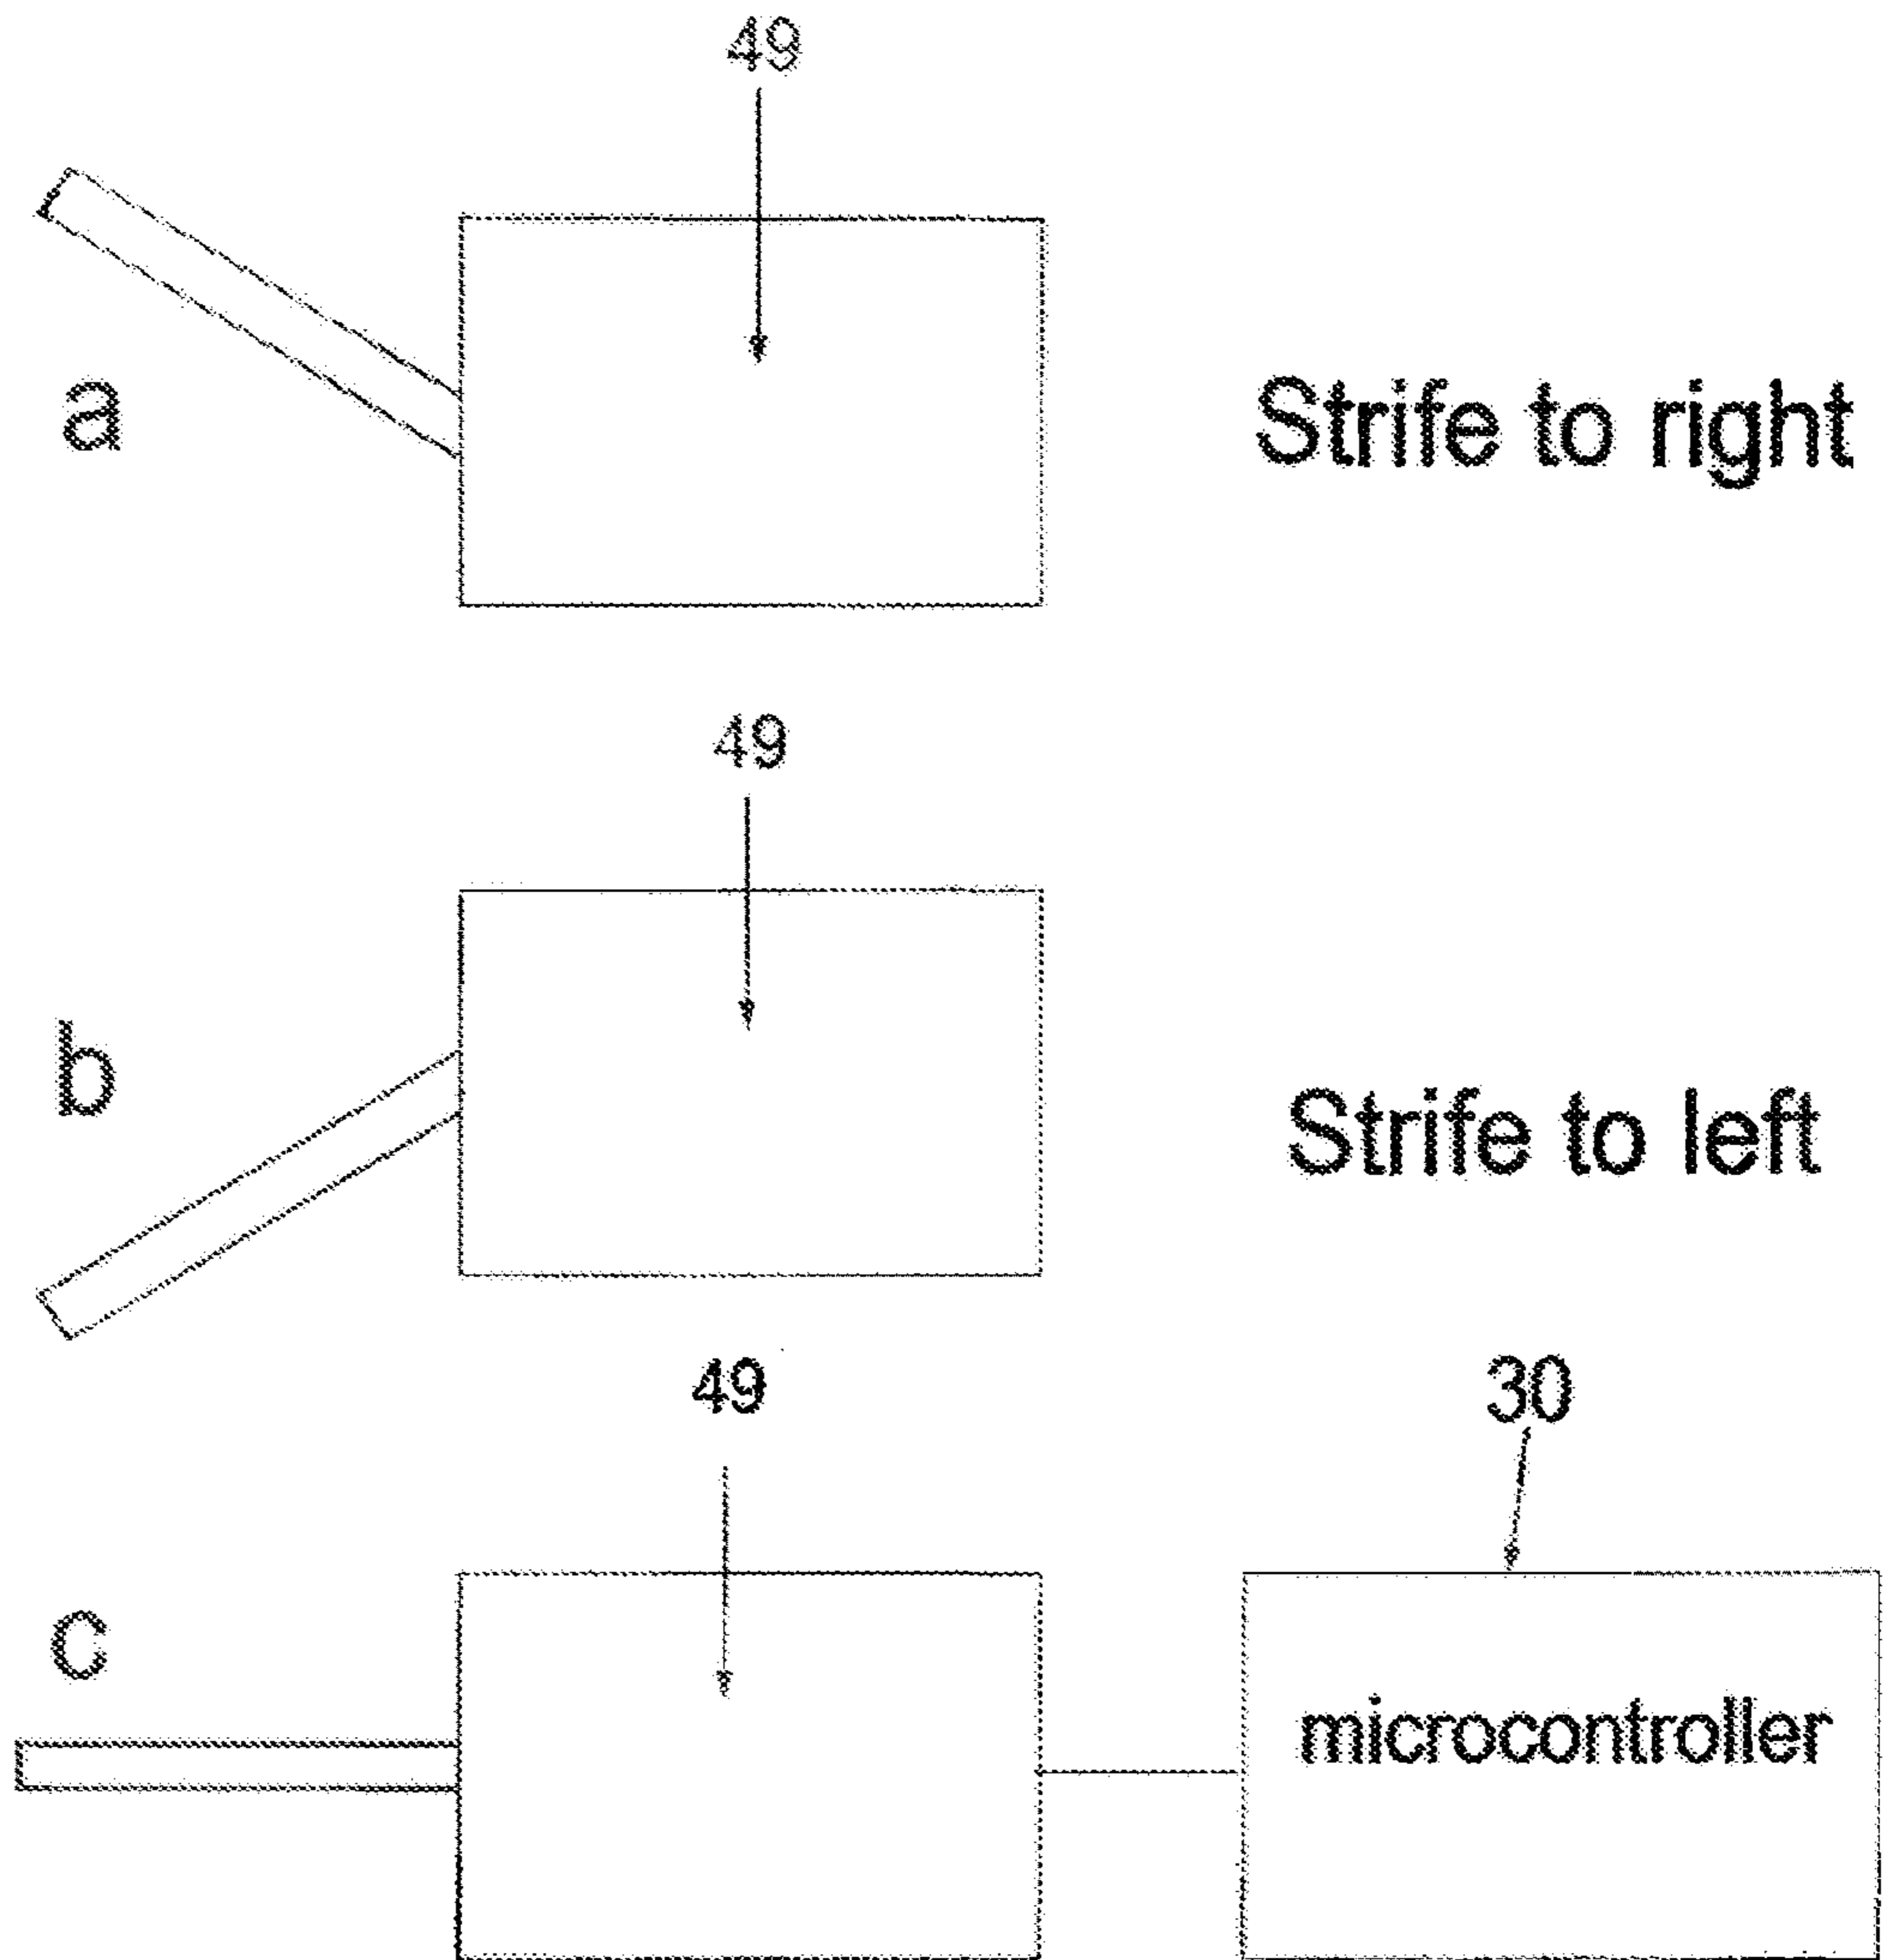 49
a
Strife to right
49
b
Strife to left
49
30
c
microcontroller